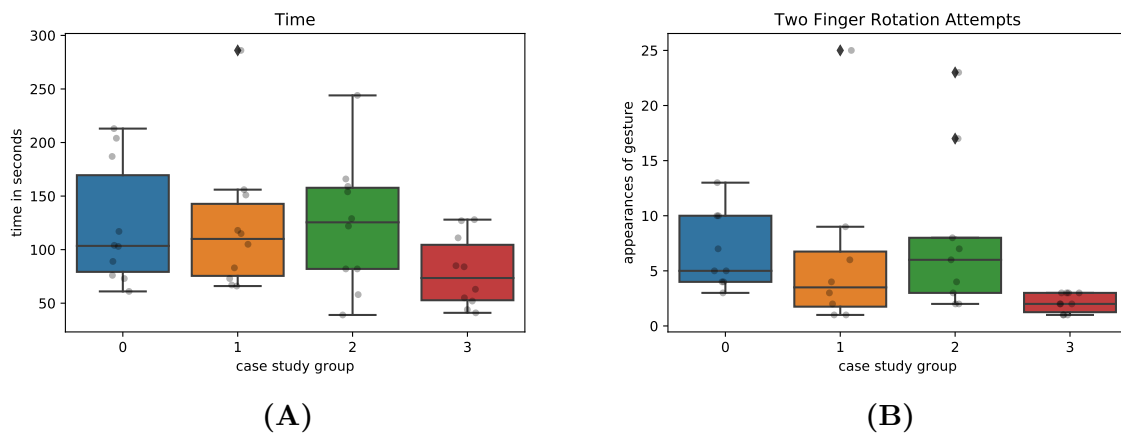 Time
300
250
200
150
100
50
time in seconds
0 1 2 3
case study group
(A)
Two Finger Rotation Attempts
25
20
15
10
5
0
appearances of gesture
0 1 2 3
case study group
(B)